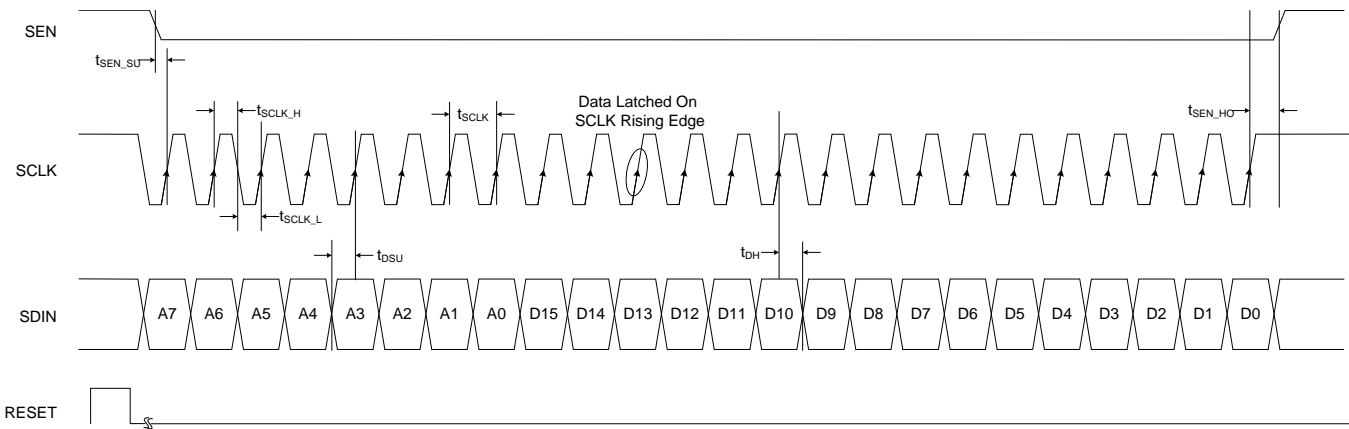 SEN
tSEN_SU
tSCLK_H
tSCLK
Data Latched On
SCLK Rising Edge
tSEN_HO
SCLK
tSCLK_L
tDSU
tDH
SDIN
A7 A6 A5 A4 A3 A2 A1 A0 D15 D14 D13 D12 D11 D10 D9 D8 D7 D6 D5 D4 D3 D2 D1 D0
RESET